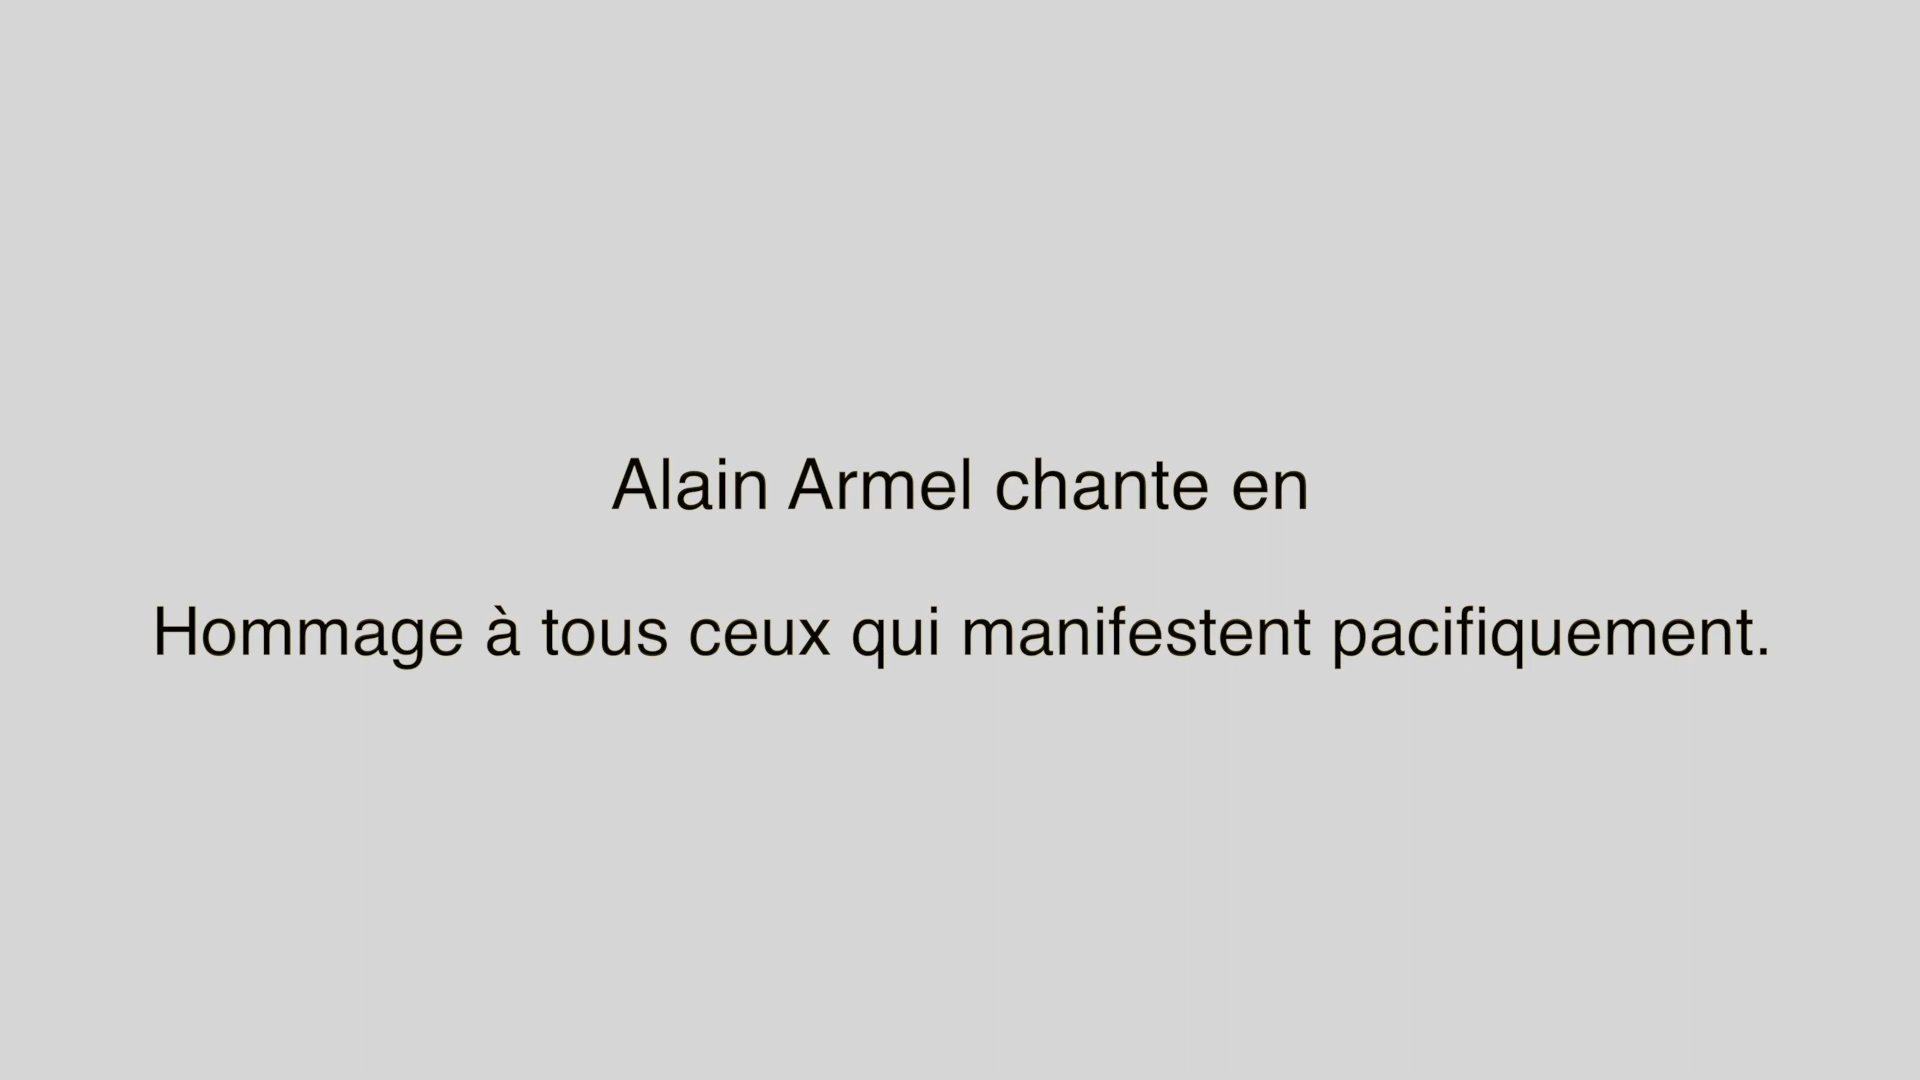 Alain Armel chante en
Hommage à tous ceux qui manifestent pacifiquement.